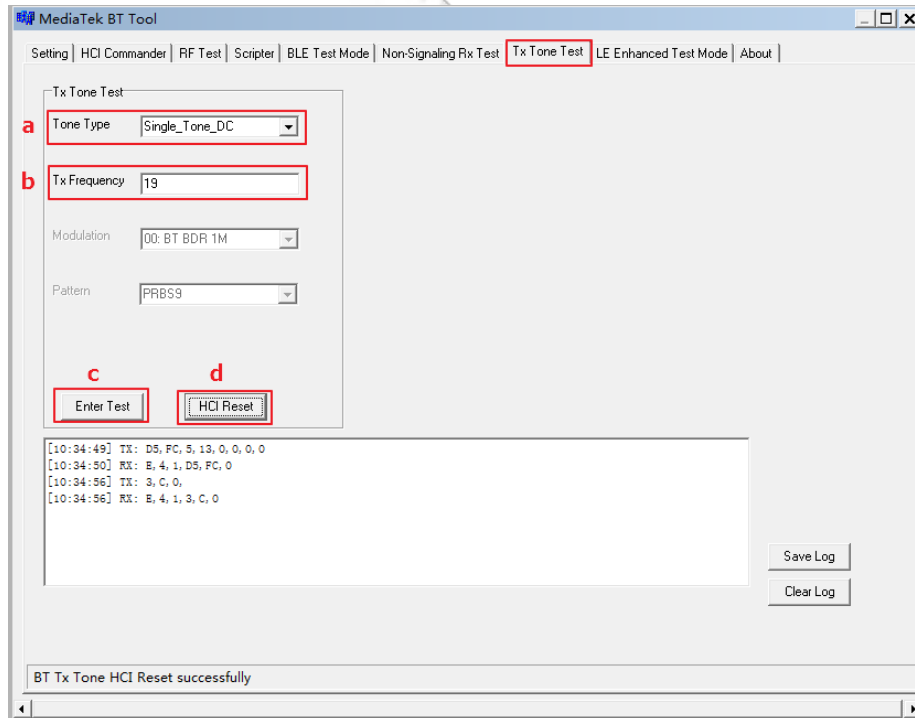 MediaTek BT Tool
Setting HCI Commander RF Test Scripter BLE Test Mode Non-Signaling Rx Test Tx Tone Test LE Enhanced Test Mode About
Tx Tone Test
a Tone Type Single_Tone_DC
b Tx Frequency 19
Modulation 00: BT BDR 1M
Pattern PRBS9
c d
Enter Test HCI Reset
[10:34:49] TX: D5, FC, 5, 13, 0, 0, 0, 0
[10:34:50] RX: E, 4, 1, D5, FC, 0
[10:34:56] TX: 3, C, 0,
[10:34:56] RX: E, 4, 1, 3, C, 0
Save Log
Clear Log
BT Tx Tone HCI Reset successfully